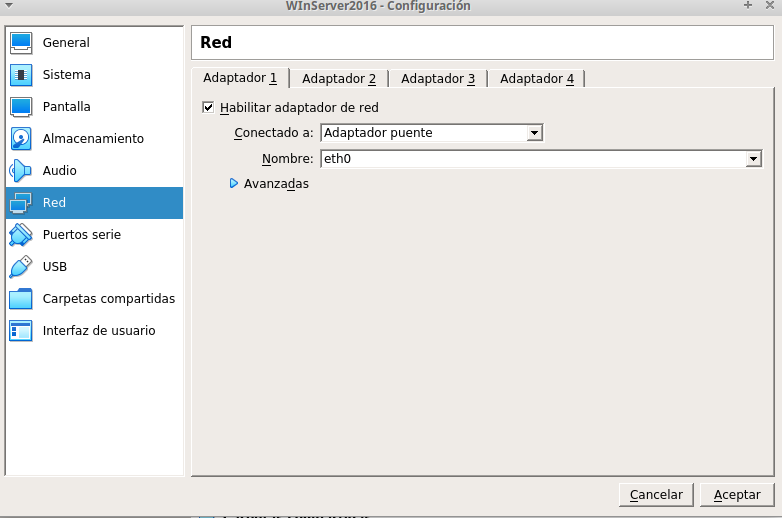 WInServer2016 - Configuración
General
Sistema
Pantalla
Almacenamiento
Audio
Red
Puertos serie
USB
Carpetas compartidas
Interfaz de usuario
Red
Adaptador 1 Adaptador 2 Adaptador 3 Adaptador 4
Habilitar adaptador de red
Conectado a: Adaptador puente
Nombre: eth0
Avanzadas
Cancelar Aceptar